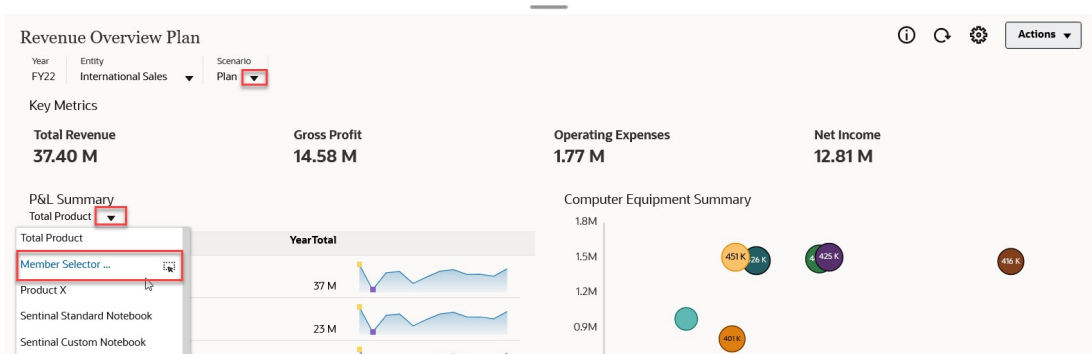 Revenue Overview Plan
Actions
Year Entity Scenario
FY22 International Sales Plan
Key Metrics
Total Revenue Gross Profit Operating Expenses Net Income
37.40 M 14.58 M 1.77 M 12.81 M
P&L Summary
Total Product
Total Product
Member Selector ...
Product X
Sentinal Standard Notebook
Sentinal Custom Notebook
YearTotal
37 M
23 M
Computer Equipment Summary
1.8M
1.5M
1.2M
0.9M
451 K
26 K
425 K
416 K
401 K